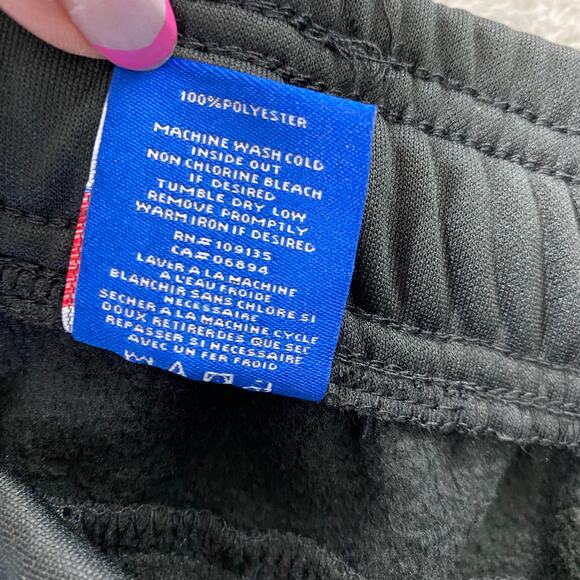 100%POLYESTER
MACHINE WASH COLD
INSIDE OUT
NON CHLORINE BLEACH
IF DESIRED
TUMBLE DRY LOW
REMOVE PROMPTLY
WARM IRON IF DESIRED
RN#109135
CA#06894
LAVER A LA MACHINE
A L'EAU FROIDE
BLANCHIR SANS CHLORE SI
NECESSAIRE
SECHER A LA MACHINE CYCLE
DOUX RETIRER DES QUE SEC
REPASSER SI NECESSAIRE
AVEC UN FER FROID